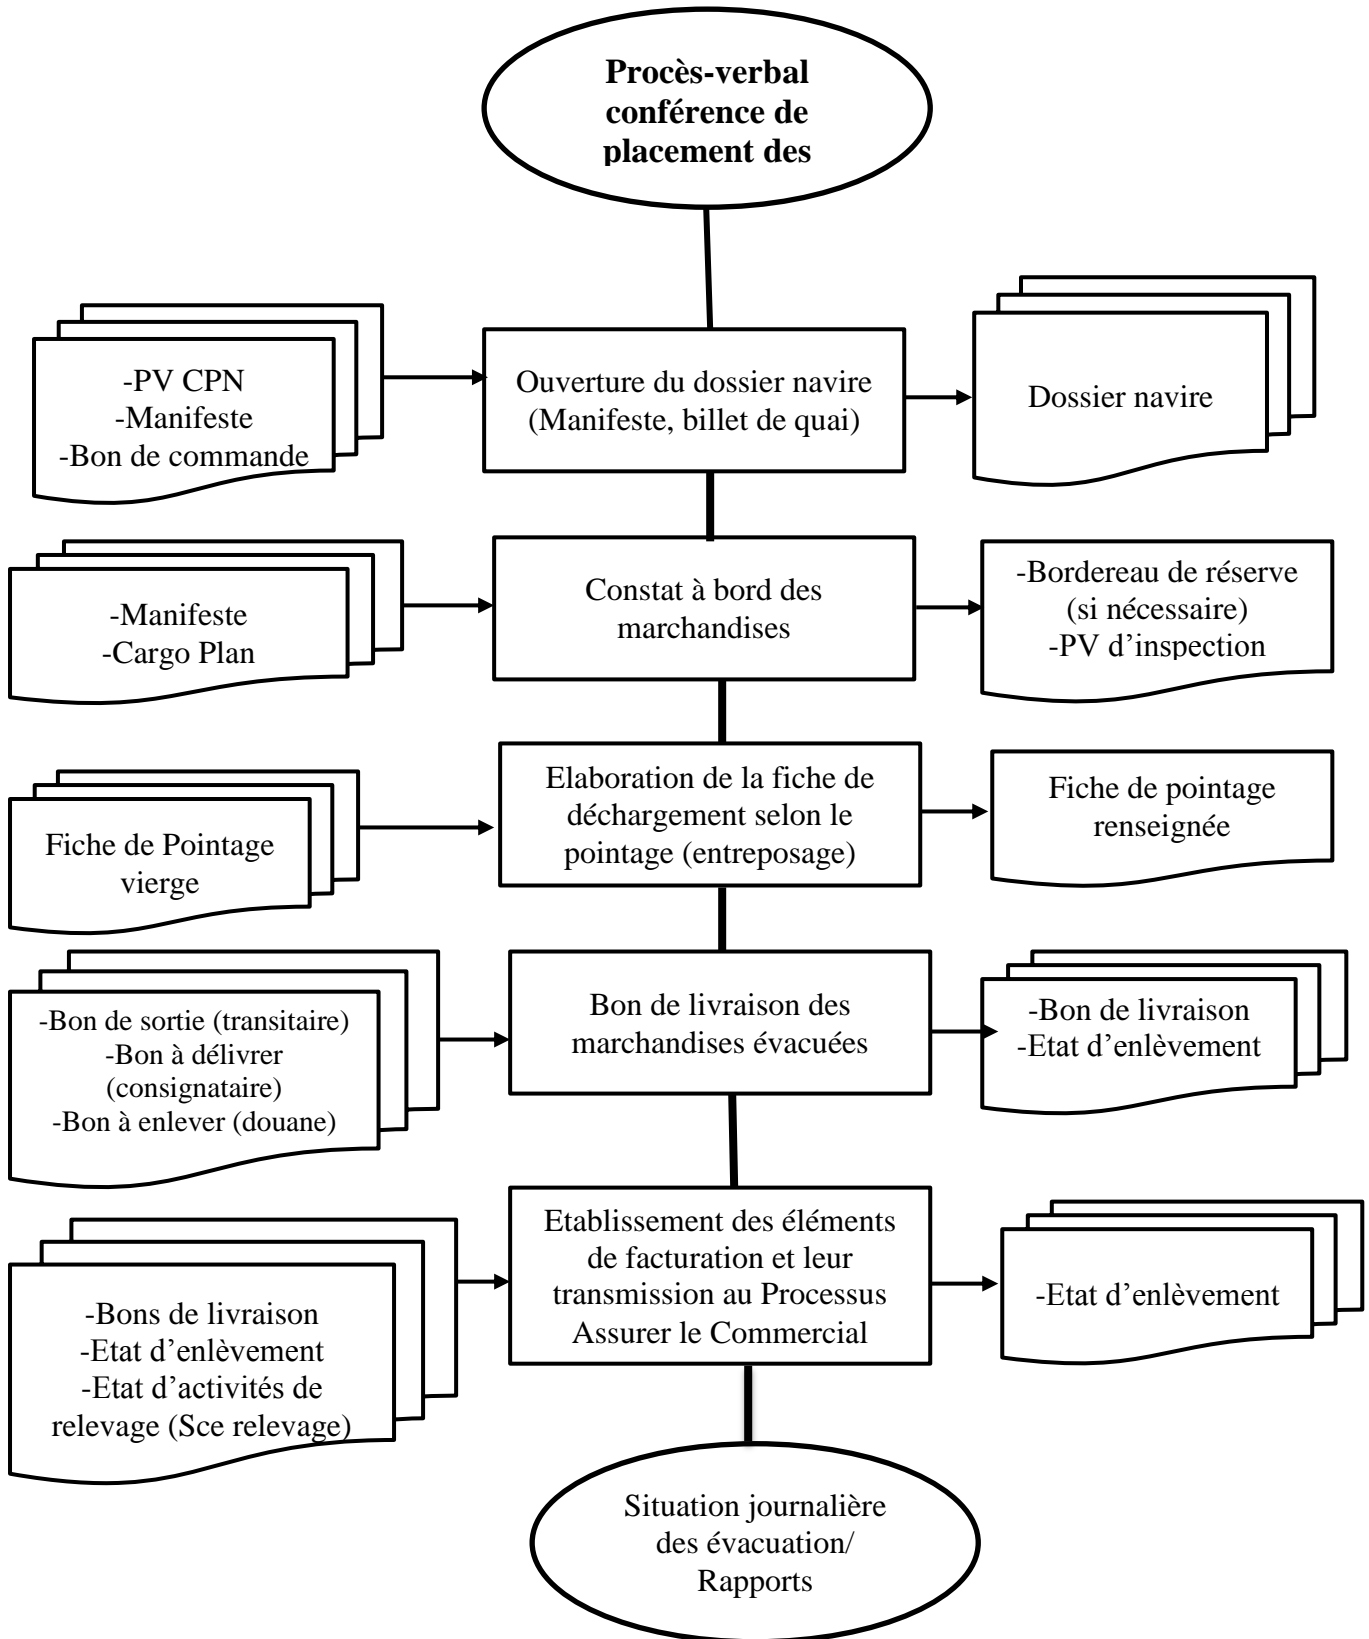 Procès-verbal
conférence de
placement des
-PV CPN
-Manifeste
-Bon de commande
Ouverture du dossier navire
(Manifeste, billet de quai)
Dossier navire
-Manifeste
-Cargo Plan
Constat à bord des
marchandises
-Bordereau de réserve
(si nécessaire)
-PV d’inspection
Fiche de Pointage
vierge
Elaboration de la fiche de
déchargement selon le
pointage (entreposage)
Fiche de pointage
renseignée
-Bon de sortie (transitaire)
-Bon à délivrer
(consignataire)
-Bon à enlever (douane)
Bon de livraison des
marchandises évacuées
-Bon de livraison
-Etat d’enlèvement
-Bons de livraison
-Etat d’enlèvement
-Etat d’activités de
relevage (Sce relevage)
Etablissement des éléments
de facturation et leur
transmission au Processus
Assurer le Commercial
-Etat d’enlèvement
Situation journalière
des évacuation/
Rapports